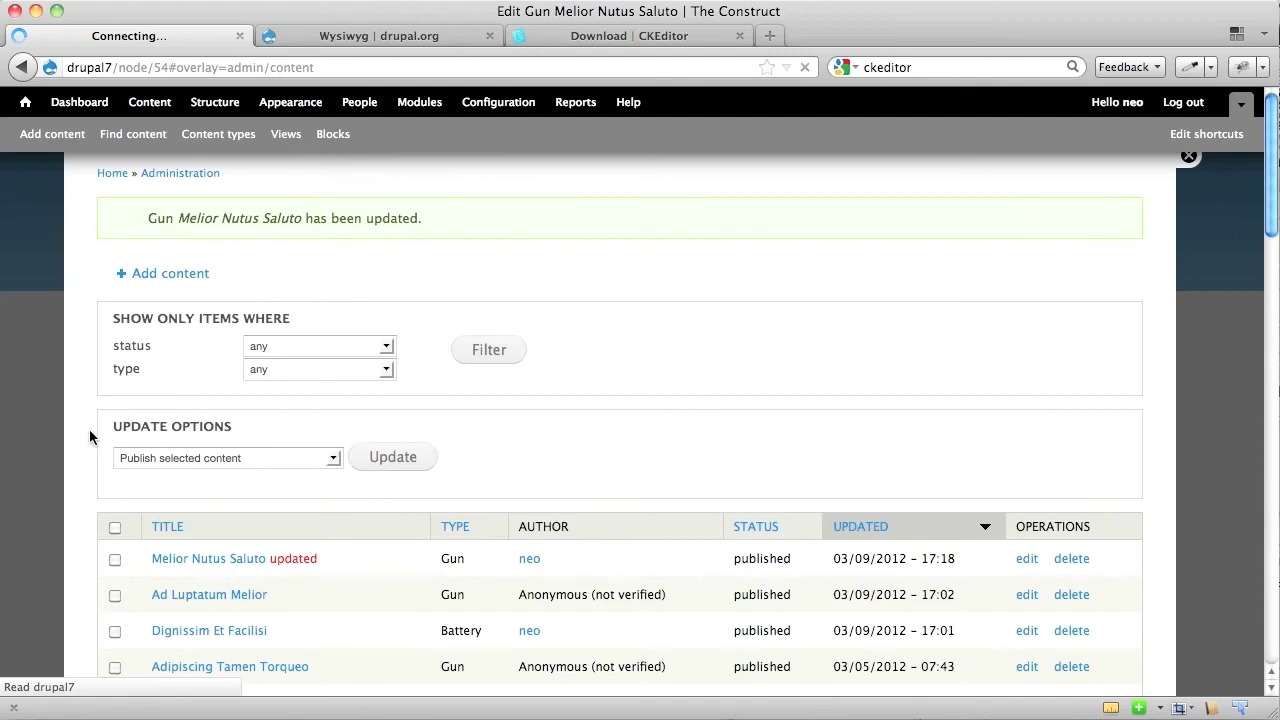 Edit Gun Melior Nutus Saluto | The Construct
Connecting... Wysiwyg | drupal.org Download | CKEditor
drupal7/node/54#overlay=admin/content ckeditor Feedback
Dashboard Content Structure Appearance People Modules Configuration Reports Help Hello neo Log out
Add content Find content Content types Views Blocks Edit shortcuts
Home » Administration
Gun Melior Nutus Saluto has been updated.
+ Add content
SHOW ONLY ITEMS WHERE
status any Filter
type any
UPDATE OPTIONS
Publish selected content Update
TITLE TYPE AUTHOR STATUS UPDATED OPERATIONS
Melior Nutus Saluto updated Gun neo published 03/09/2012 - 17:18 edit delete
Ad Luptatum Melior Gun Anonymous (not verified) published 03/09/2012 - 17:02 edit delete
Dignissim Et Facilisi Battery neo published 03/09/2012 - 17:01 edit delete
Adipiscing Tamen Torqueo Gun Anonymous (not verified) published 03/05/2012 - 07:43 edit delete
Read drupal7